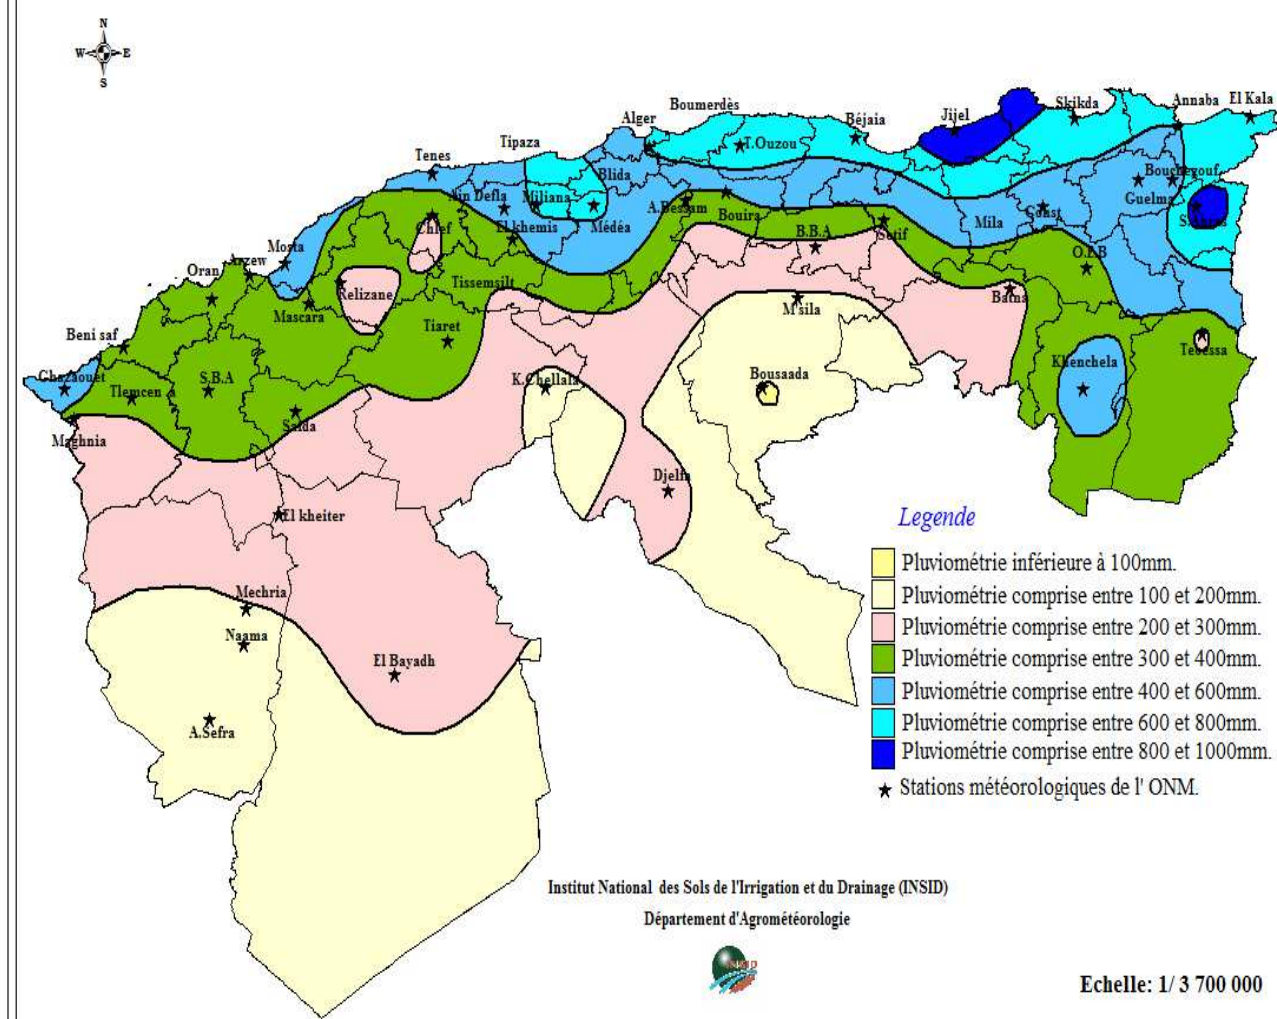 N
W E
S
El Kala
Annaba
Skikda
Jijel
Boumerdès
Alger
Béjaia
T.Ouzou
Tipaza
Tenes
Blida
Bouchegouf
Ain Defla
Miliana
Guelma
A.Bessam
Bouira
Médéa
Const
Mila
Chlef
El khemis
B.B.A
Setif
Mosta
Arzew
Oran
O.E.B
Tissemsilt
Relizane
Batna
M'sila
Mascara
Tiaret
Beni saf
Tebessa
Khenchela
Ghazaouet
Tlemcen
S.B.A
K.Chellala
Bousaada
Saida
Maghnia
Djelfa
El kheiter
Mechria
Naama
El Bayadh
A.Sefra
Legende
Pluviométrie inférieure à 100mm.
Pluviométrie comprise entre 100 et 200mm.
Pluviométrie comprise entre 200 et 300mm.
Pluviométrie comprise entre 300 et 400mm.
Pluviométrie comprise entre 400 et 600mm.
Pluviométrie comprise entre 600 et 800mm.
Pluviométrie comprise entre 800 et 1000mm.
Stations météorologiques de l' ONM.
Institut National des Sols de l'Irrigation et du Drainage (INSID)
Département d'Agrométéorologie
INSID
Echelle: 1/ 3 700 000